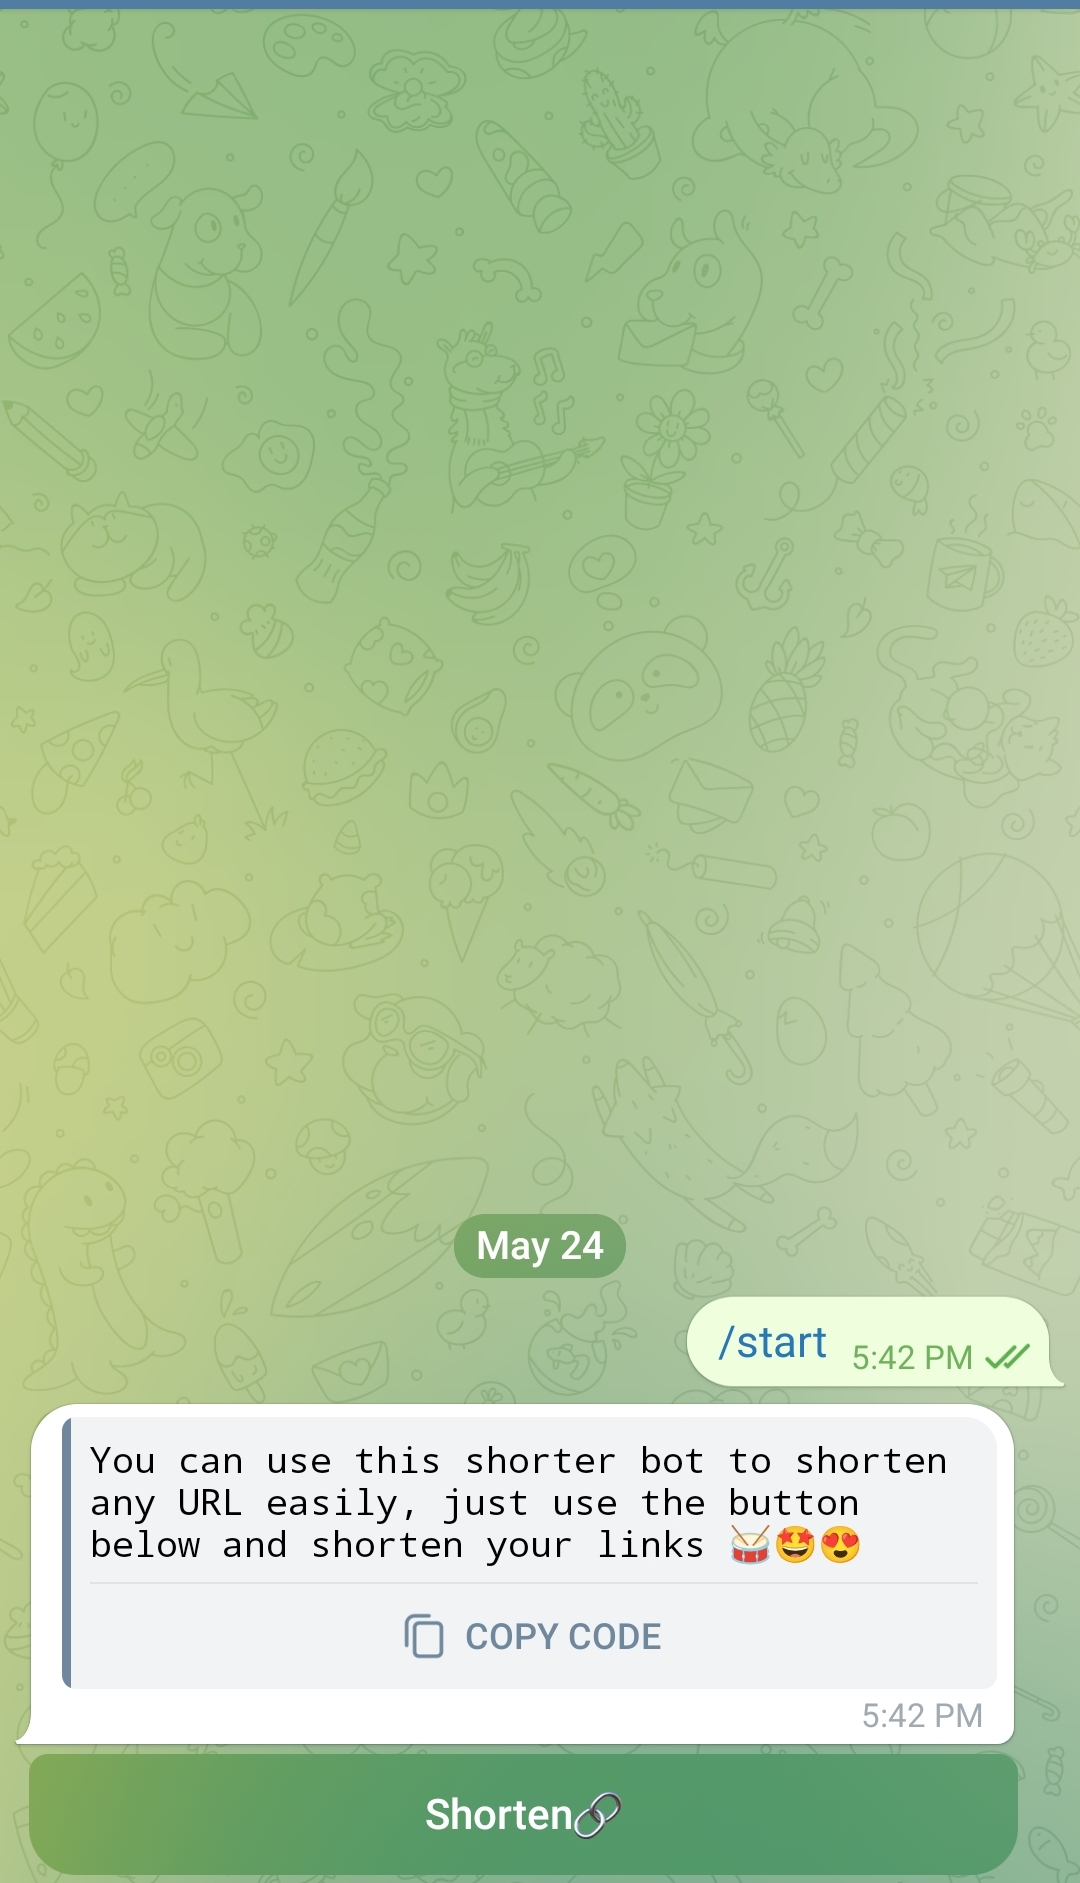 May 24
/start 5:42 PM
You can use this shorter bot to shorten
any URL easily, just use the button
below and shorten your links 🥁🤩😍
COPY CODE
5:42 PM
Shorten🔗